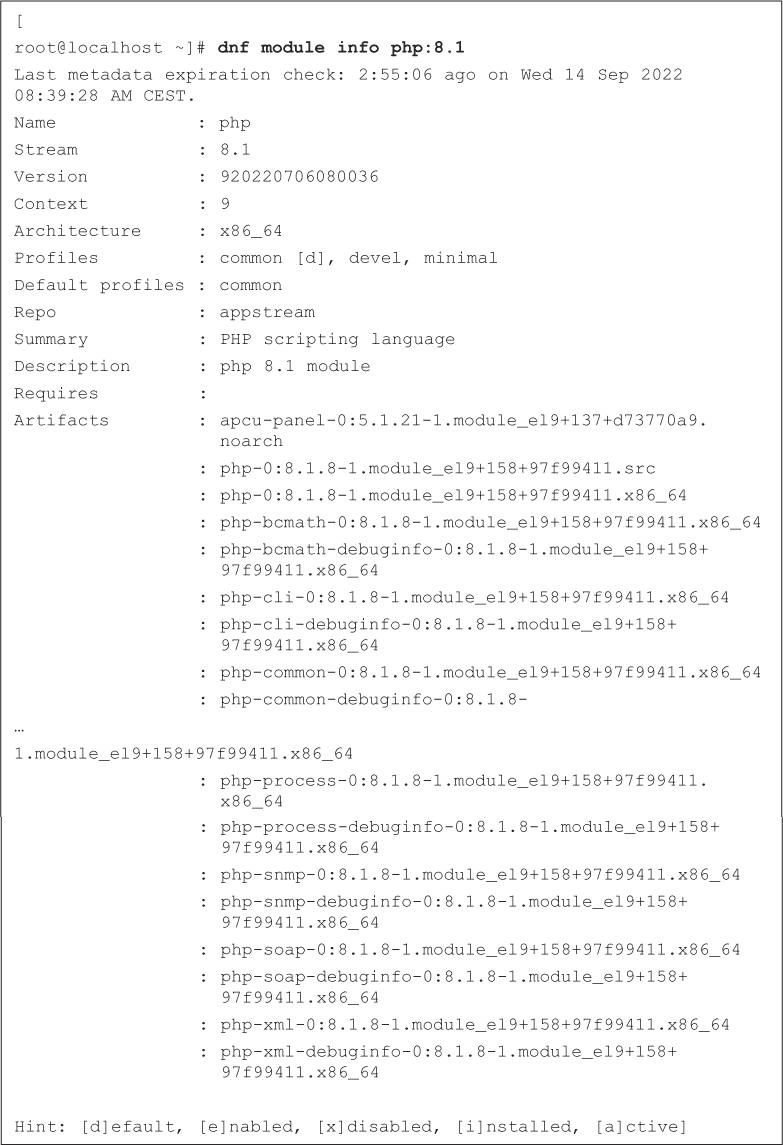 [
root@localhost ~]# dnf module info php:8.1
Last metadata expiration check: 2:55:06 ago on Wed 14 Sep 2022
08:39:28 AM CEST.
Name : php
Stream : 8.1
Version : 920220706080036
Context : 9
Architecture : x86_64
Profiles : common [d], devel, minimal
Default profiles : common
Repo : appstream
Summary : PHP scripting language
Description : php 8.1 module
Requires :
Artifacts : apcu-panel-0:5.1.21-1.module_el9+137+d73770a9.
noarch
: php-0:8.1.8-1.module_el9+158+97f99411.src
: php-0:8.1.8-1.module_el9+158+97f99411.x86_64
: php-bcmath-0:8.1.8-1.module_el9+158+97f99411.x86_64
: php-bcmath-debuginfo-0:8.1.8-1.module_el9+158+
97f99411.x86_64
: php-cli-0:8.1.8-1.module_el9+158+97f99411.x86_64
: php-cli-debuginfo-0:8.1.8-1.module_el9+158+
97f99411.x86_64
: php-common-0:8.1.8-1.module_el9+158+97f99411.x86_64
: php-common-debuginfo-0:8.1.8-
…
1.module_el9+158+97f99411.x86_64
: php-process-0:8.1.8-1.module_el9+158+97f99411.
x86_64
: php-process-debuginfo-0:8.1.8-1.module_el9+158+
97f99411.x86_64
: php-snmp-0:8.1.8-1.module_el9+158+97f99411.x86_64
: php-snmp-debuginfo-0:8.1.8-1.module_el9+158+
97f99411.x86_64
: php-soap-0:8.1.8-1.module_el9+158+97f99411.x86_64
: php-soap-debuginfo-0:8.1.8-1.module_el9+158+
97f99411.x86_64
: php-xml-0:8.1.8-1.module_el9+158+97f99411.x86_64
: php-xml-debuginfo-0:8.1.8-1.module_el9+158+
97f99411.x86_64
Hint: [d]efault, [e]nabled, [x]disabled, [i]nstalled, [a]ctive]